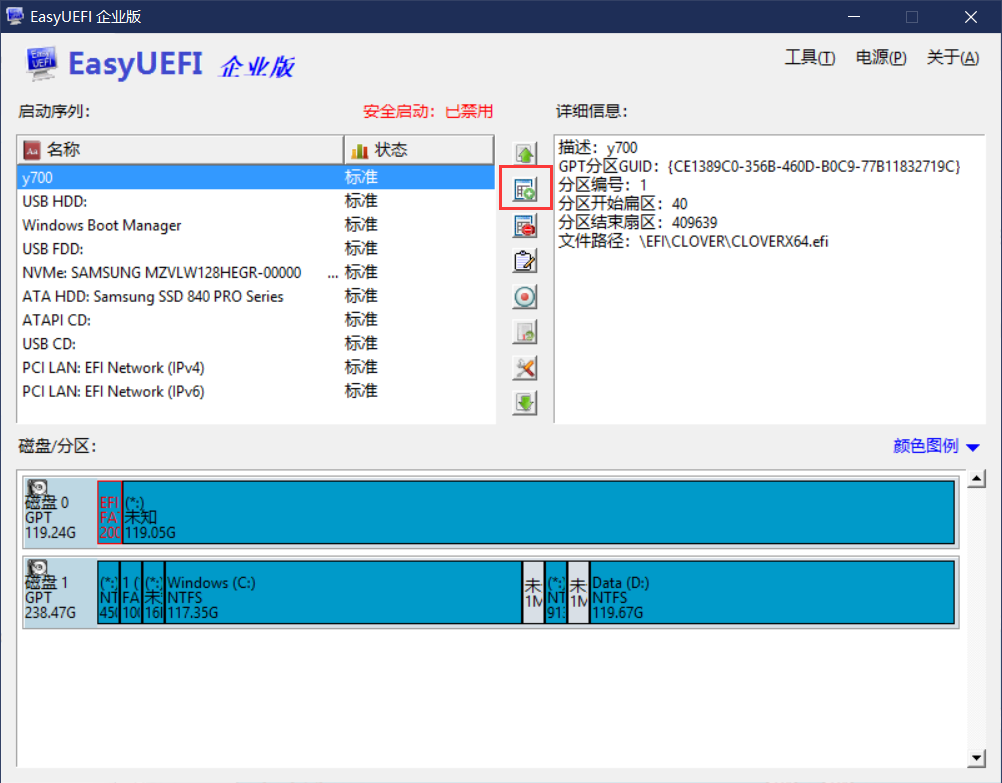 EasyUEFI 企业版
EasyUEFI 企业版
工具(T) 电源(P) 关于(A)
启动序列: 安全启动: 已禁用 详细信息:
名称 状态
y700 标准
USB HDD: 标准
Windows Boot Manager 标准
USB FDD: 标准
NVMe: SAMSUNG MZVLW128HEGR-00000 ... 标准
ATA HDD: Samsung SSD 840 PRO Series 标准
ATAPI CD: 标准
USB CD: 标准
PCI LAN: EFI Network (IPv4) 标准
PCI LAN: EFI Network (IPv6) 标准
描述: y700
GPT分区GUID: {CE1389C0-356B-460D-B0C9-77B11832719C}
分区编号: 1
分区开始扇区: 40
分区结束扇区: 409639
文件路径: \EFI\CLOVER\CLOVERX64.efi
磁盘/分区: 颜色图例
磁盘 0
GPT
119.24G
EFI
FA
200
(*:)
未知
119.05G
磁盘 1
GPT
238.47G
(*:)
NT
450
1 (
FA
100
(*:)
未
16
Windows (C:)
NTFS
117.35G
未
1M
(*:)
NT
913
未
1M
Data (D:)
NTFS
119.67G